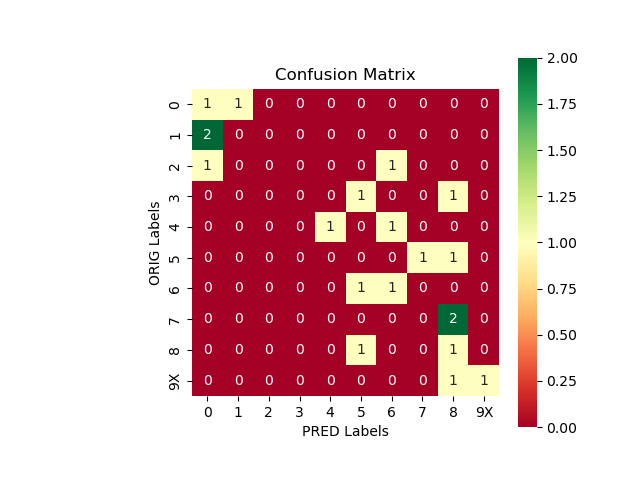 Confusion Matrix
2.00
1.75
1.50
1.25
1.00
0.75
0.50
0.25
0.00
ORIG Labels
0 1 1 0 0 0 0 0 0 0 0
1 2 0 0 0 0 0 0 0 0 0
2 1 0 0 0 0 0 1 0 0 0
3 0 0 0 0 0 1 0 0 1 0
4 0 0 0 0 1 0 1 0 0 0
5 0 0 0 0 0 0 0 1 1 0
6 0 0 0 0 0 1 1 0 0 0
7 0 0 0 0 0 0 0 0 2 0
8 0 0 0 0 0 1 0 0 1 0
9X 0 0 0 0 0 0 0 0 1 1
0 1 2 3 4 5 6 7 8 9X
PRED Labels